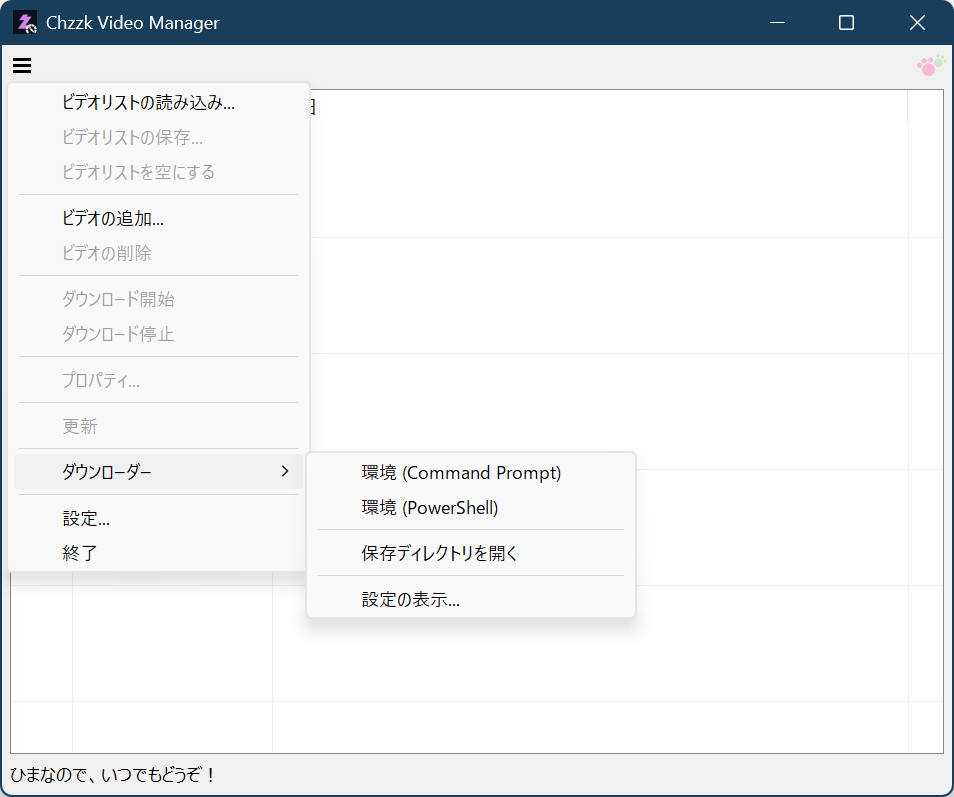 Chzzk Video Manager
ビデオリストの読み込み...
ビデオリストの保存...
ビデオリストを空にする
ビデオの追加...
ビデオの削除
ダウンロード開始
ダウンロード停止
プロパティ...
更新
ダウンローダー
環境 (Command Prompt)
環境 (PowerShell)
保存ディレクトリを開く
設定の表示...
設定...
終了
ひまなので、いつでもどうぞ！